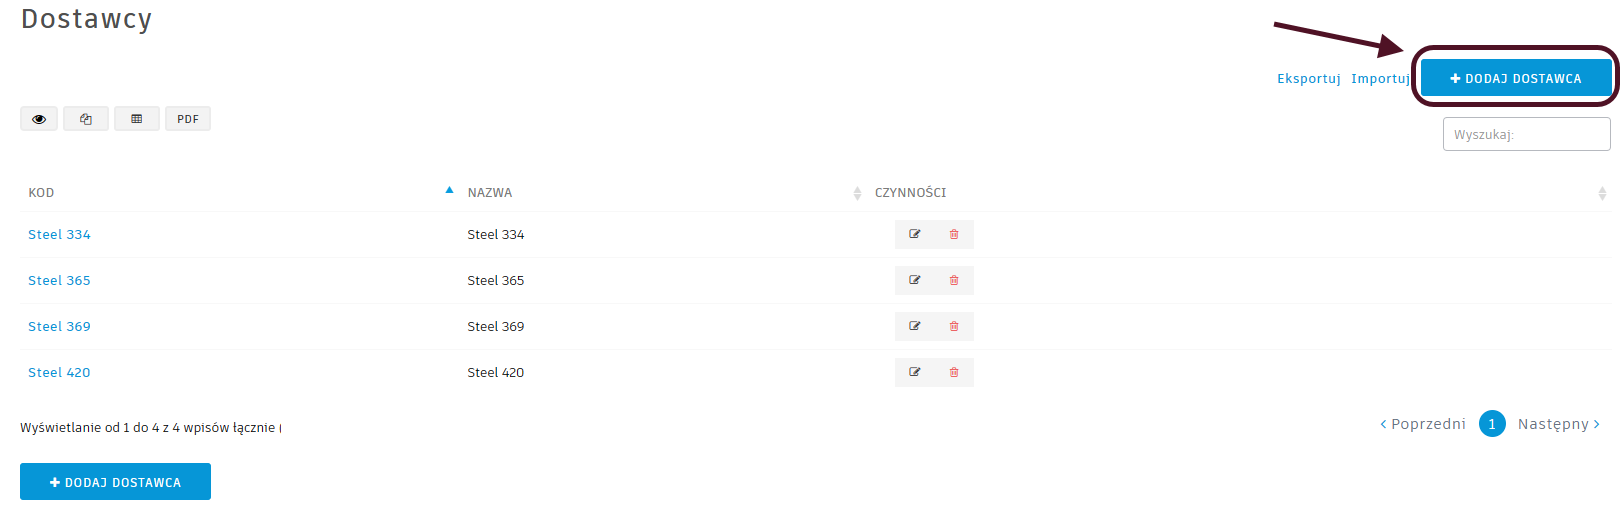 Dostawcy
Eksportuj Importuj DODAJ DOSTAWCA
PDF
Wyszukaj:
KOD NAZWA CZYNNOŚCI
Steel 334 Steel 334
Steel 365 Steel 365
Steel 369 Steel 369
Steel 420 Steel 420
Wyświetlanie od 1 do 4 z 4 wpisów łącznie (
Poprzedni 1 Następny
DODAJ DOSTAWCA